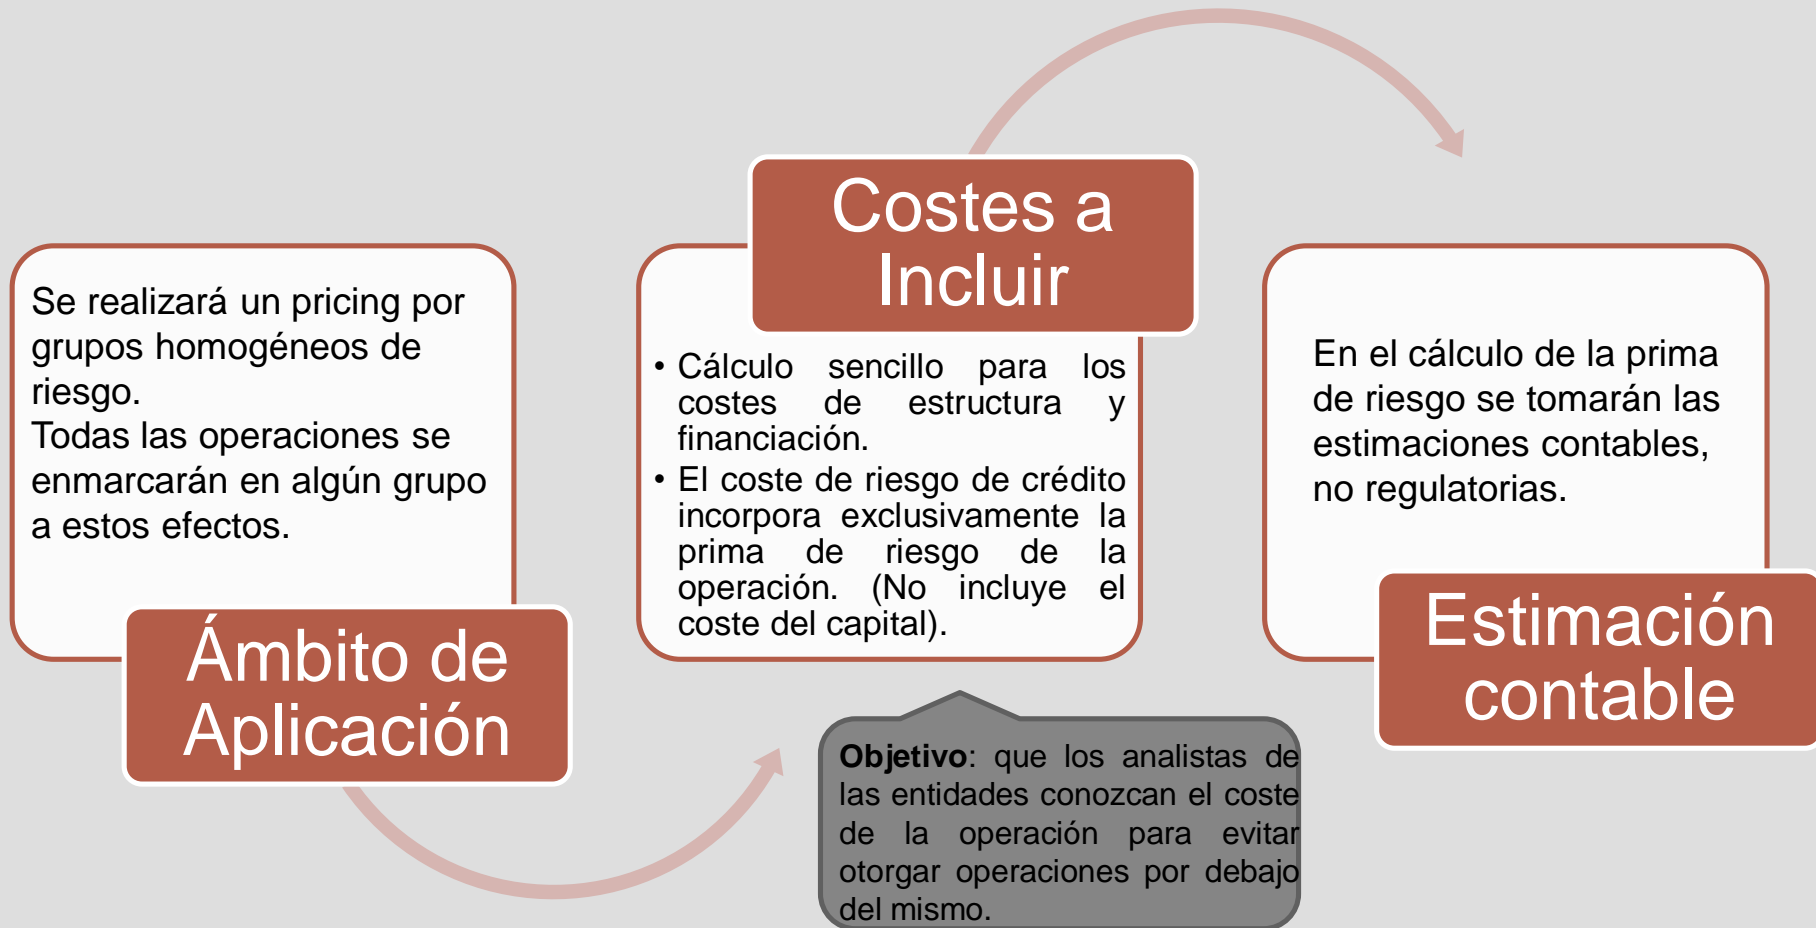 Se realizará un pricing por
grupos homogéneos de
riesgo.
Todas las operaciones se
enmarcarán en algún grupo
a estos efectos.
Ámbito de
Aplicación
Costes a
Incluir
• Cálculo sencillo para los
costes de estructura y
financiación.
• El coste de riesgo de crédito
incorpora exclusivamente la
prima de riesgo de la
operación. (No incluye el
coste del capital).
Objetivo: que los analistas de
las entidades conozcan el coste
de la operación para evitar
otorgar operaciones por debajo
del mismo.
En el cálculo de la prima
de riesgo se tomarán las
estimaciones contables,
no regulatorias.
Estimación
contable